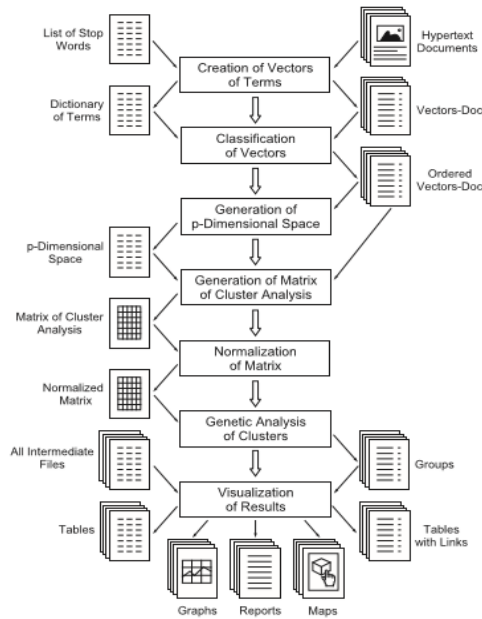 List of Stop
Words
Hypertext
Documents
Creation of Vectors
of Terms
Dictionary
of Terms
Vectors-Doc
Classification
of Vectors
Ordered
Vectors-Doc
Generation of
p-Dimensional Space
p-Dimensional
Space
Generation of Matrix
of Cluster Analysis
Matrix of Cluster
Analysis
Normalization
of Matrix
Normalized
Matrix
Genetic Analysis
of Clusters
All Intermediate
Files
Groups
Visualization
of Results
Tables
Tables
with Links
Graphs
Reports
Maps